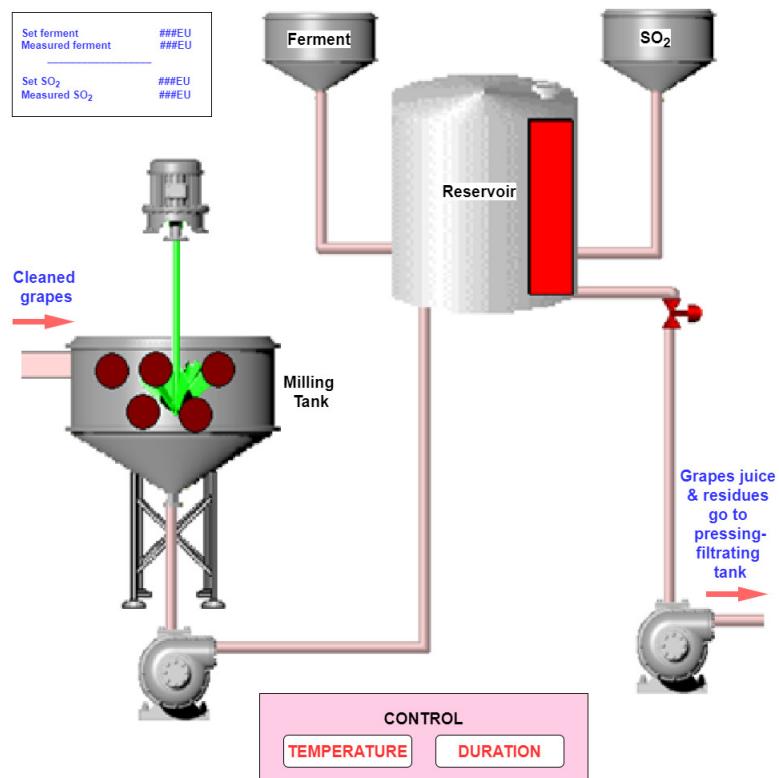 Set ferment ###EU
Measured ferment ###EU
Set SO₂ ###EU
Measured SO₂ ###EU
Ferment
SO₂
Reservoir
Cleaned
grapes
Milling
Tank
Grapes juice
& residues
go to
pressing-
filtrating
tank
CONTROL
TEMPERATURE DURATION